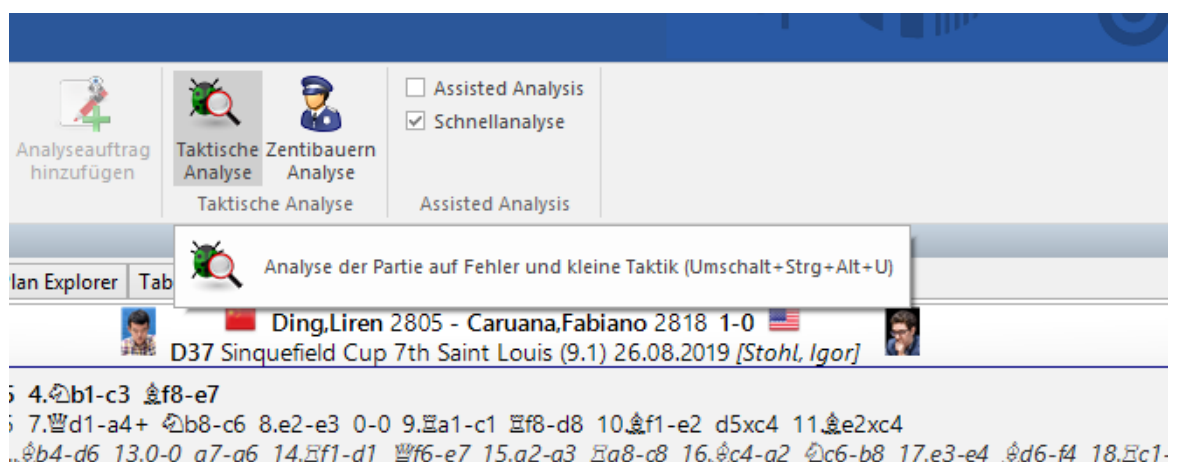 Assisted Analysis
Schnellanalyse
Analyseauftrag
hinzufügen
Taktische
Analyse
Zentibauern
Analyse
Taktische Analyse
Assisted Analysis
Analyse der Partie auf Fehler und kleine Taktik (Umschalt+Strg+Alt+U)
lan Explorer Tab
Ding,Liren 2805 - Caruana,Fabiano 2818 1-0
D37 Sinquefield Cup 7th Saint Louis (9.1) 26.08.2019 [Stohl, Igor]
4.♘b1-c3 ♗f8-e7
7.♕d1-a4+ ♘b8-c6 8.e2-e3 0-0 9.♖a1-c1 ♖f8-d8 10.♗f1-e2 d5xc4 11.♗e2xc4
♗b4-d6 13.0-0 a7-a6 14.♖f1-d1 ♕f6-e7 15.a2-a3 ♖a8-c8 16.♗c4-a2 ♘c6-b8 17.e3-e4 ♗d6-f4 18.♖c1-